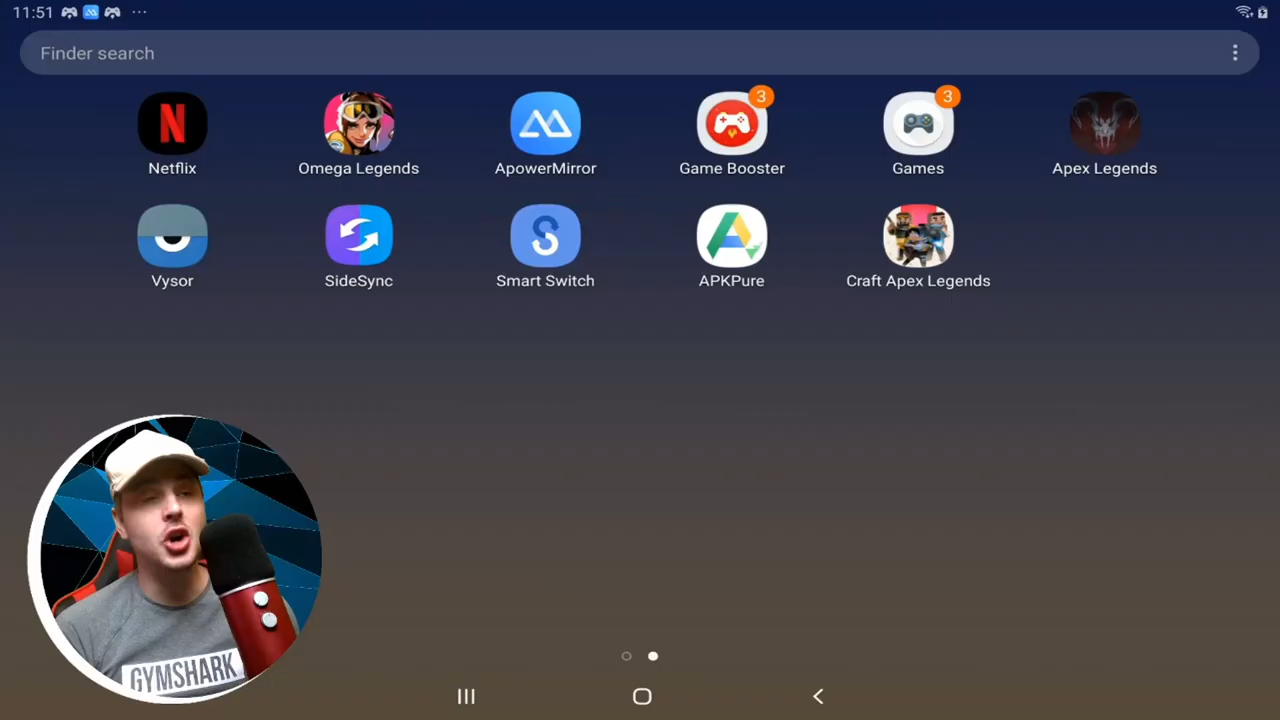 11:51
Finder search
3
3
N
Netflix
Omega Legends
ApowerMirror
Game Booster
Games
Apex Legends
S
Vysor
SideSync
Smart Switch
APKPure
Craft Apex Legends
GYMSHARK